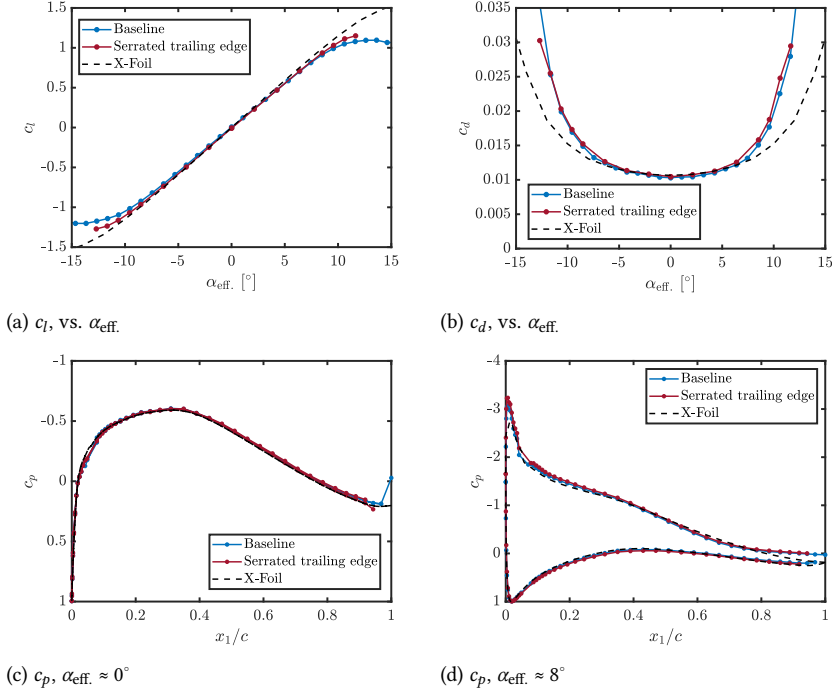 1.5
1
0.5
0
-0.5
-1
-1.5
-15
-10
-5
0
5
10
15
c_l
α_eff. [°]
Baseline
Serrated trailing edge
X-Foil
(a) c_l, vs. α_eff.
0.035
0.03
0.025
0.02
0.015
0.01
0.005
0
-15
-10
-5
0
5
10
15
c_d
α_eff. [°]
Baseline
Serrated trailing edge
X-Foil
(b) c_d, vs. α_eff.
-1
-0.5
0
0.5
1
0
0.2
0.4
0.6
0.8
1
c_p
x_1/c
Baseline
Serrated trailing edge
X-Foil
(c) c_p, α_eff. ≈ 0°
-4
-3
-2
-1
0
1
0
0.2
0.4
0.6
0.8
1
c_p
x_1/c
Baseline
Serrated trailing edge
X-Foil
(d) c_p, α_eff. ≈ 8°